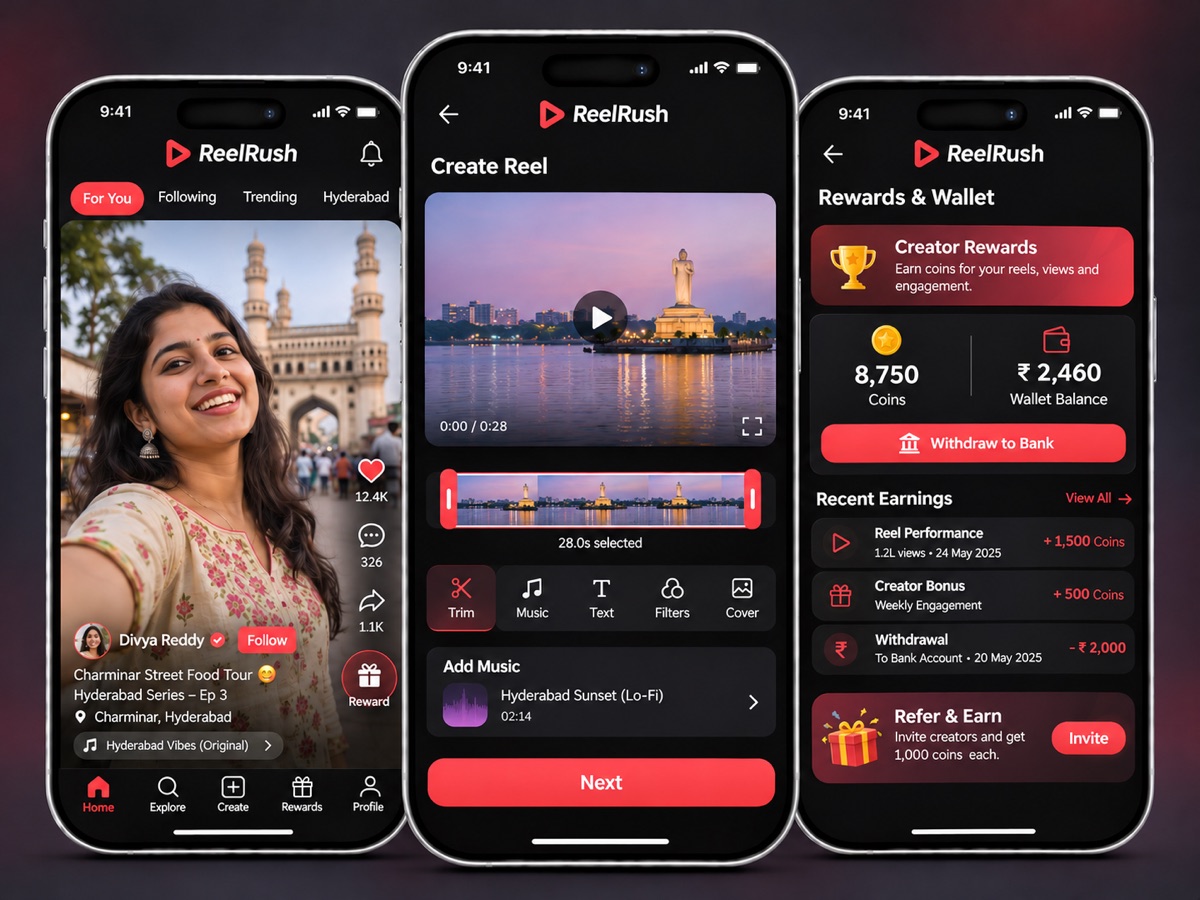 9:41
ReelRush
For You Following Trending Hyderabad
12.4K
326
1.1K
Reward
Divya Reddy Follow
Charminar Street Food Tour 😊
Hyderabad Series – Ep 3
Charminar, Hyderabad
Hyderabad Vibes (Original)
Home Explore Create Rewards Profile
9:41
ReelRush
Create Reel
0:00 / 0:28
28.0s selected
Trim Music Text Filters Cover
Add Music
Hyderabad Sunset (Lo-Fi)
02:14
Next
9:41
ReelRush
Rewards & Wallet
Creator Rewards
Earn coins for your reels, views and
engagement.
8,750 ₹ 2,460
Coins Wallet Balance
Withdraw to Bank
Recent Earnings View All →
Reel Performance
1.2L views • 24 May 2025
+ 1,500 Coins
Creator Bonus
Weekly Engagement
+ 500 Coins
₹
Withdrawal
To Bank Account • 20 May 2025
- ₹ 2,000
Refer & Earn
Invite creators and get
1,000 coins each.
Invite